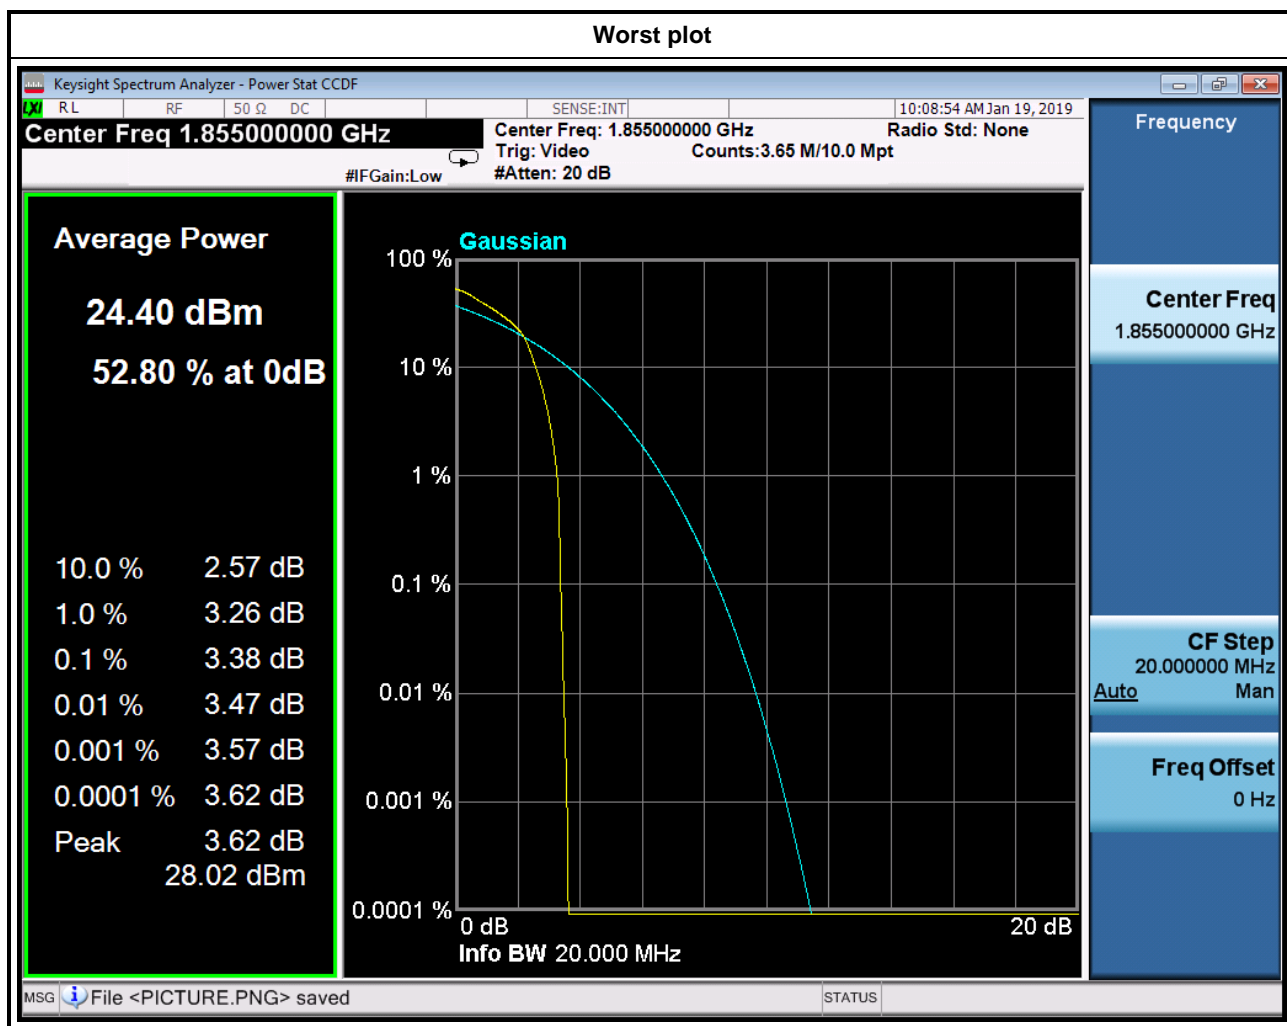 Worst plot
Keysight Spectrum Analyzer - Power Stat CCDF
LXI RL RF 50 Ω DC SENSE:INT 10:08:54 AM Jan 19, 2019
Center Freq 1.855000000 GHz
Center Freq: 1.855000000 GHz Radio Std: None
Trig: Video Counts:3.65 M/10.0 Mpt
#IFGain:Low #Atten: 20 dB
Frequency
Average Power
24.40 dBm
52.80 % at 0dB
10.0 % 2.57 dB
1.0 % 3.26 dB
0.1 % 3.38 dB
0.01 % 3.47 dB
0.001 % 3.57 dB
0.0001 % 3.62 dB
Peak 3.62 dB
28.02 dBm
Gaussian
100 %
10 %
1 %
0.1 %
0.01 %
0.001 %
0.0001 %
0 dB 20 dB
Info BW 20.000 MHz
Center Freq
1.855000000 GHz
CF Step
20.000000 MHz
Auto Man
Freq Offset
0 Hz
MSG File <PICTURE.PNG> saved STATUS